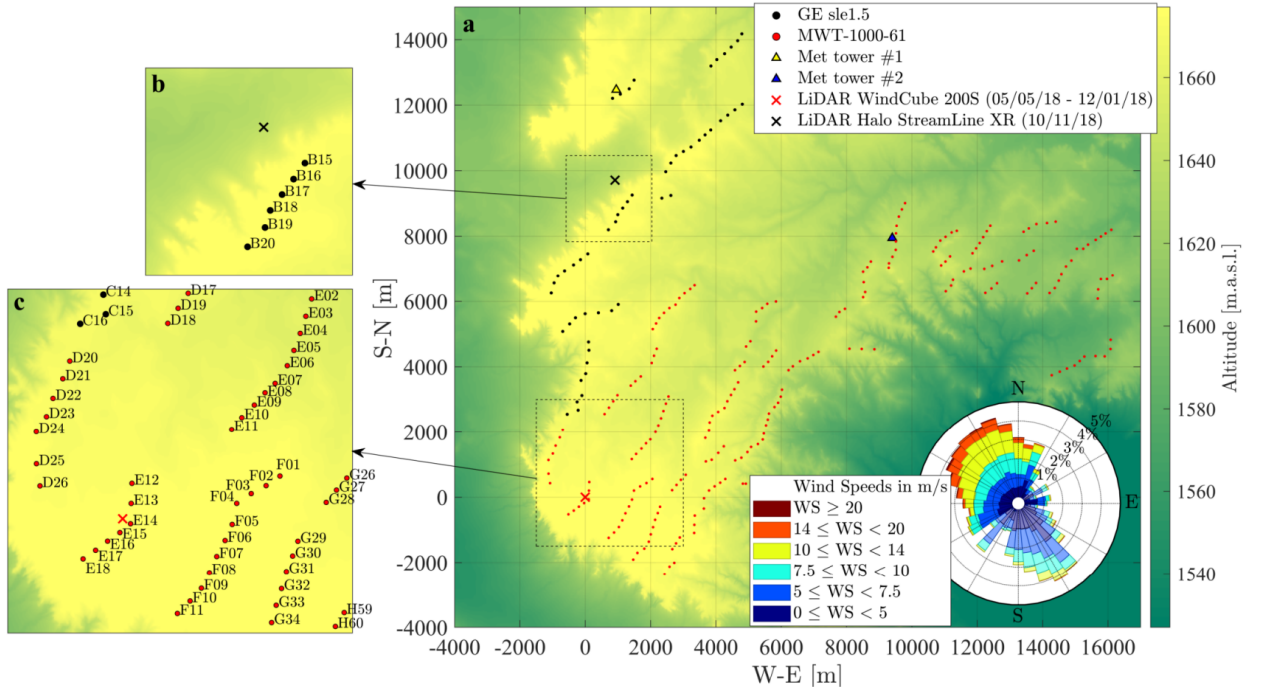 a
GE sle1.5
MWT-1000-61
Met tower #1
Met tower #2
LiDAR WindCube 200S (05/05/18 - 12/01/18)
LiDAR Halo StreamLine XR (10/11/18)
b
B15
B16
B17
B18
B19
B20
c
C14
C15
C16
D17
D19
D18
E02
E03
E04
E05
E06
E07
E08
E09
E10
E11
D20
D21
D22
D23
D24
D25
D26
E12
E13
E14
E15
E16
E17
E18
F01
F02
F03
F04
F05
F06
F07
F08
F09
F10
F11
G26
G27
G28
G29
G30
G31
G32
G33
G34
H59
H60
S-N [m]
14000
12000
10000
8000
6000
4000
2000
0
-2000
-4000
-4000 -2000 0 2000 4000 6000 8000 10000 12000 14000 16000
W-E [m]
Wind Speeds in m/s
WS ≥ 20
14 ≤ WS < 20
10 ≤ WS < 14
7.5 ≤ WS < 10
5 ≤ WS < 7.5
0 ≤ WS < 5
N
E
S
5%
4%
3%
2%
1%
1660
1640
1620
1600
1580
1560
1540
Altitude [m.a.s.l.]